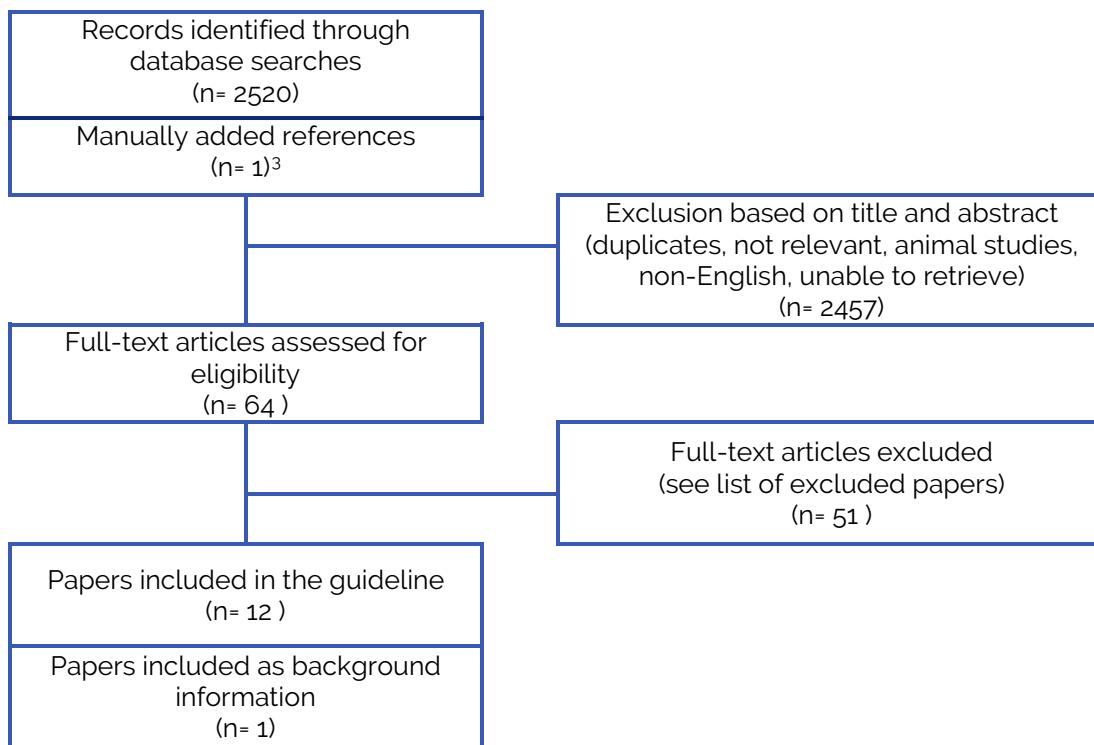 Records identified through
database searches
(n= 2520)
Manually added references
(n= 1)³
Exclusion based on title and abstract
(duplicates, not relevant, animal studies,
non-English, unable to retrieve)
(n= 2457)
Full-text articles assessed for
eligibility
(n= 64 )
Full-text articles excluded
(see list of excluded papers)
(n= 51 )
Papers included in the guideline
(n= 12 )
Papers included as background
information
(n= 1)